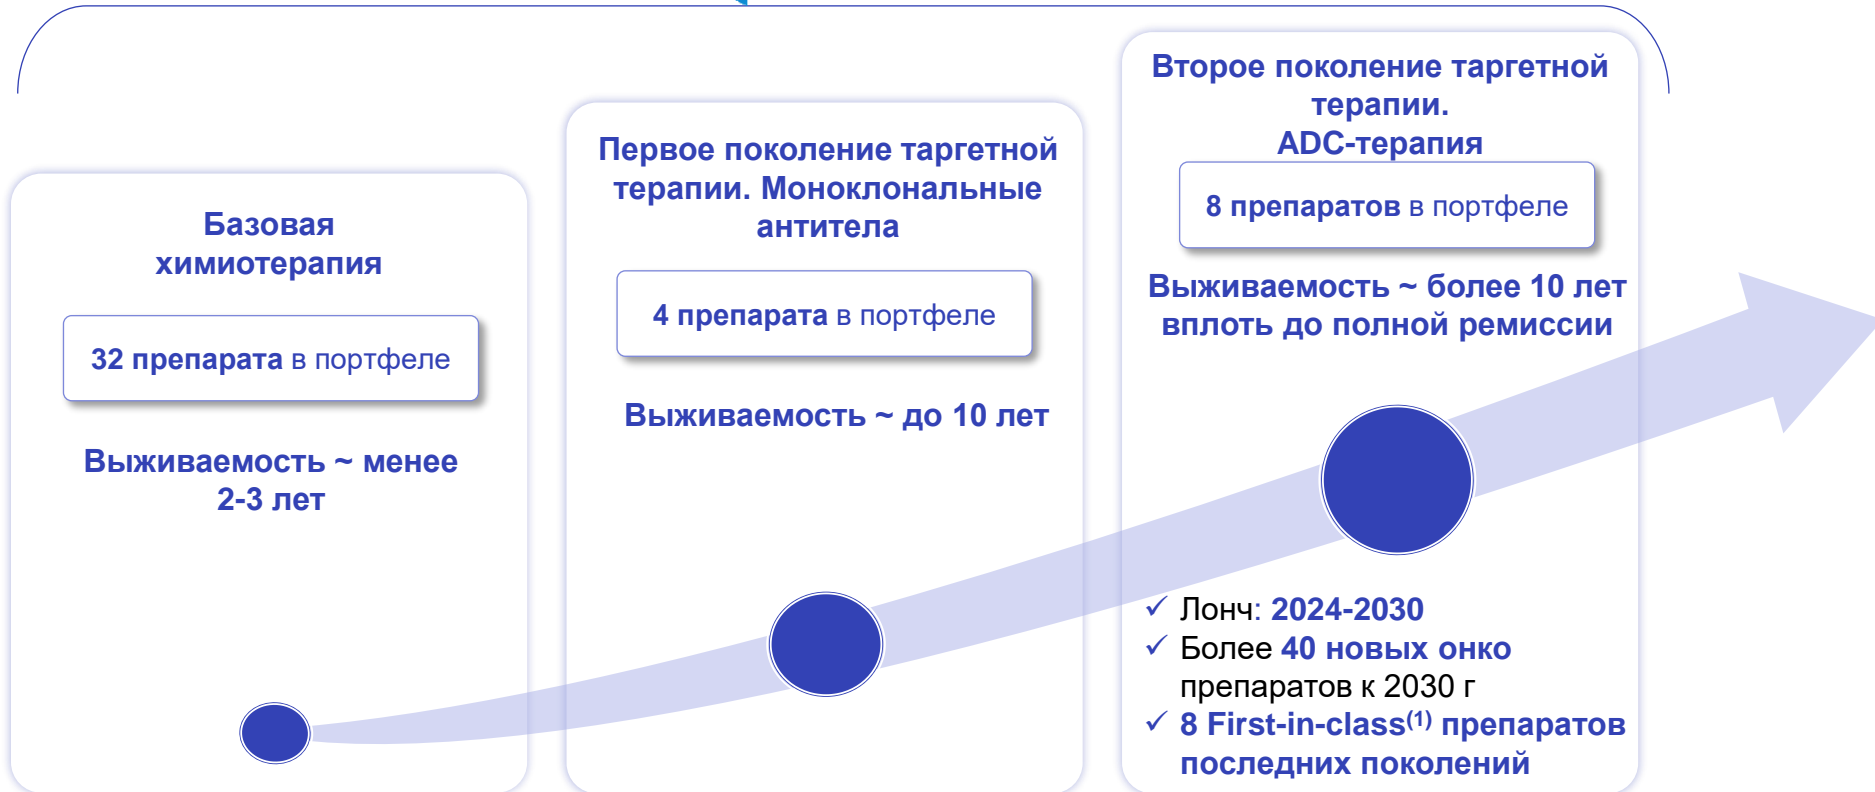 Базовая
химиотерапия
32 препарата в портфеле
Выживаемость ~ менее
2-3 лет
Первое поколение таргетной
терапии. Моноклональные
антитела
4 препарата в портфеле
Выживаемость ~ до 10 лет
Второе поколение таргетной
терапии.
ADC-терапия
8 препаратов в портфеле
Выживаемость ~ более 10 лет
вплоть до полной ремиссии
✓ Лонч: 2024-2030
✓ Более 40 новых онко
препаратов к 2030 г
✓ 8 First-in-class(1) препаратов
последних поколений